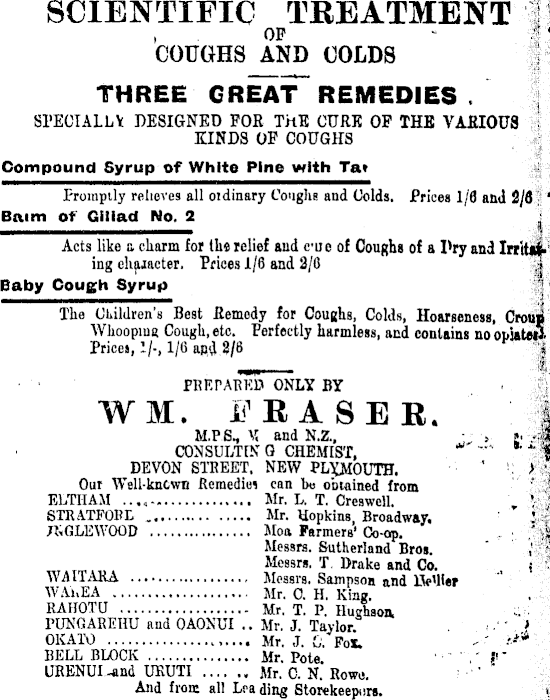 SCIENTIFIC TREATMENT
OF
COUGHS AND COLDS
THREE GREAT REMEDIES.
SPECIALLY DESIGNED FOR THE CURE OF THE VARIOUS
KINDS OF COUGHS
Compound Syrup of White Pine with Tar
Promptly relieves all ordinary Coughs and Colds. Prices 1/6 and 2/6
Balm of Giliad No. 2
Acts like a charm for the relief and cure of Coughs of a Dry and Irritat-
ing character. Prices 1/6 and 2/6
Baby Cough Syrup
The Children's Best Remedy for Coughs, Colds, Hoarseness, Croup
Whooping Cough, etc. Perfectly harmless, and contains no opiates.
Prices, 1/-, 1/6 and 2/6
PREPARED ONLY BY
WM. FRASER.
M.P.S., and N.Z.,
CONSULTING CHEMIST,
DEVON STREET, NEW PLYMOUTH.
Our Well-known Remedies can be obtained from
ELTHAM .................... Mr. L. T. Creswell.
STRATFORD ................ Mr. Hopkins, Broadway.
INGLEWOOD ................ Moa Farmers' Co-op.
Messrs. Sutherland Bros.
Messrs. T. Drake and Co.
WAITARA .................. Messrs. Sampson and
WAREA .................... Mr. C. H. King.
RAHOTU ................... Mr. T. P. Hughson.
PUNGAREHU and OAONUI .. Mr. J. Taylor.
OKATO ..................... Mr. J. C. Fox.
BELL BLOCK ............... Mr. Pote.
URENUI and URUTI .... .. Mr. C. N. Rowe.
And from all Leading Storekeepers.